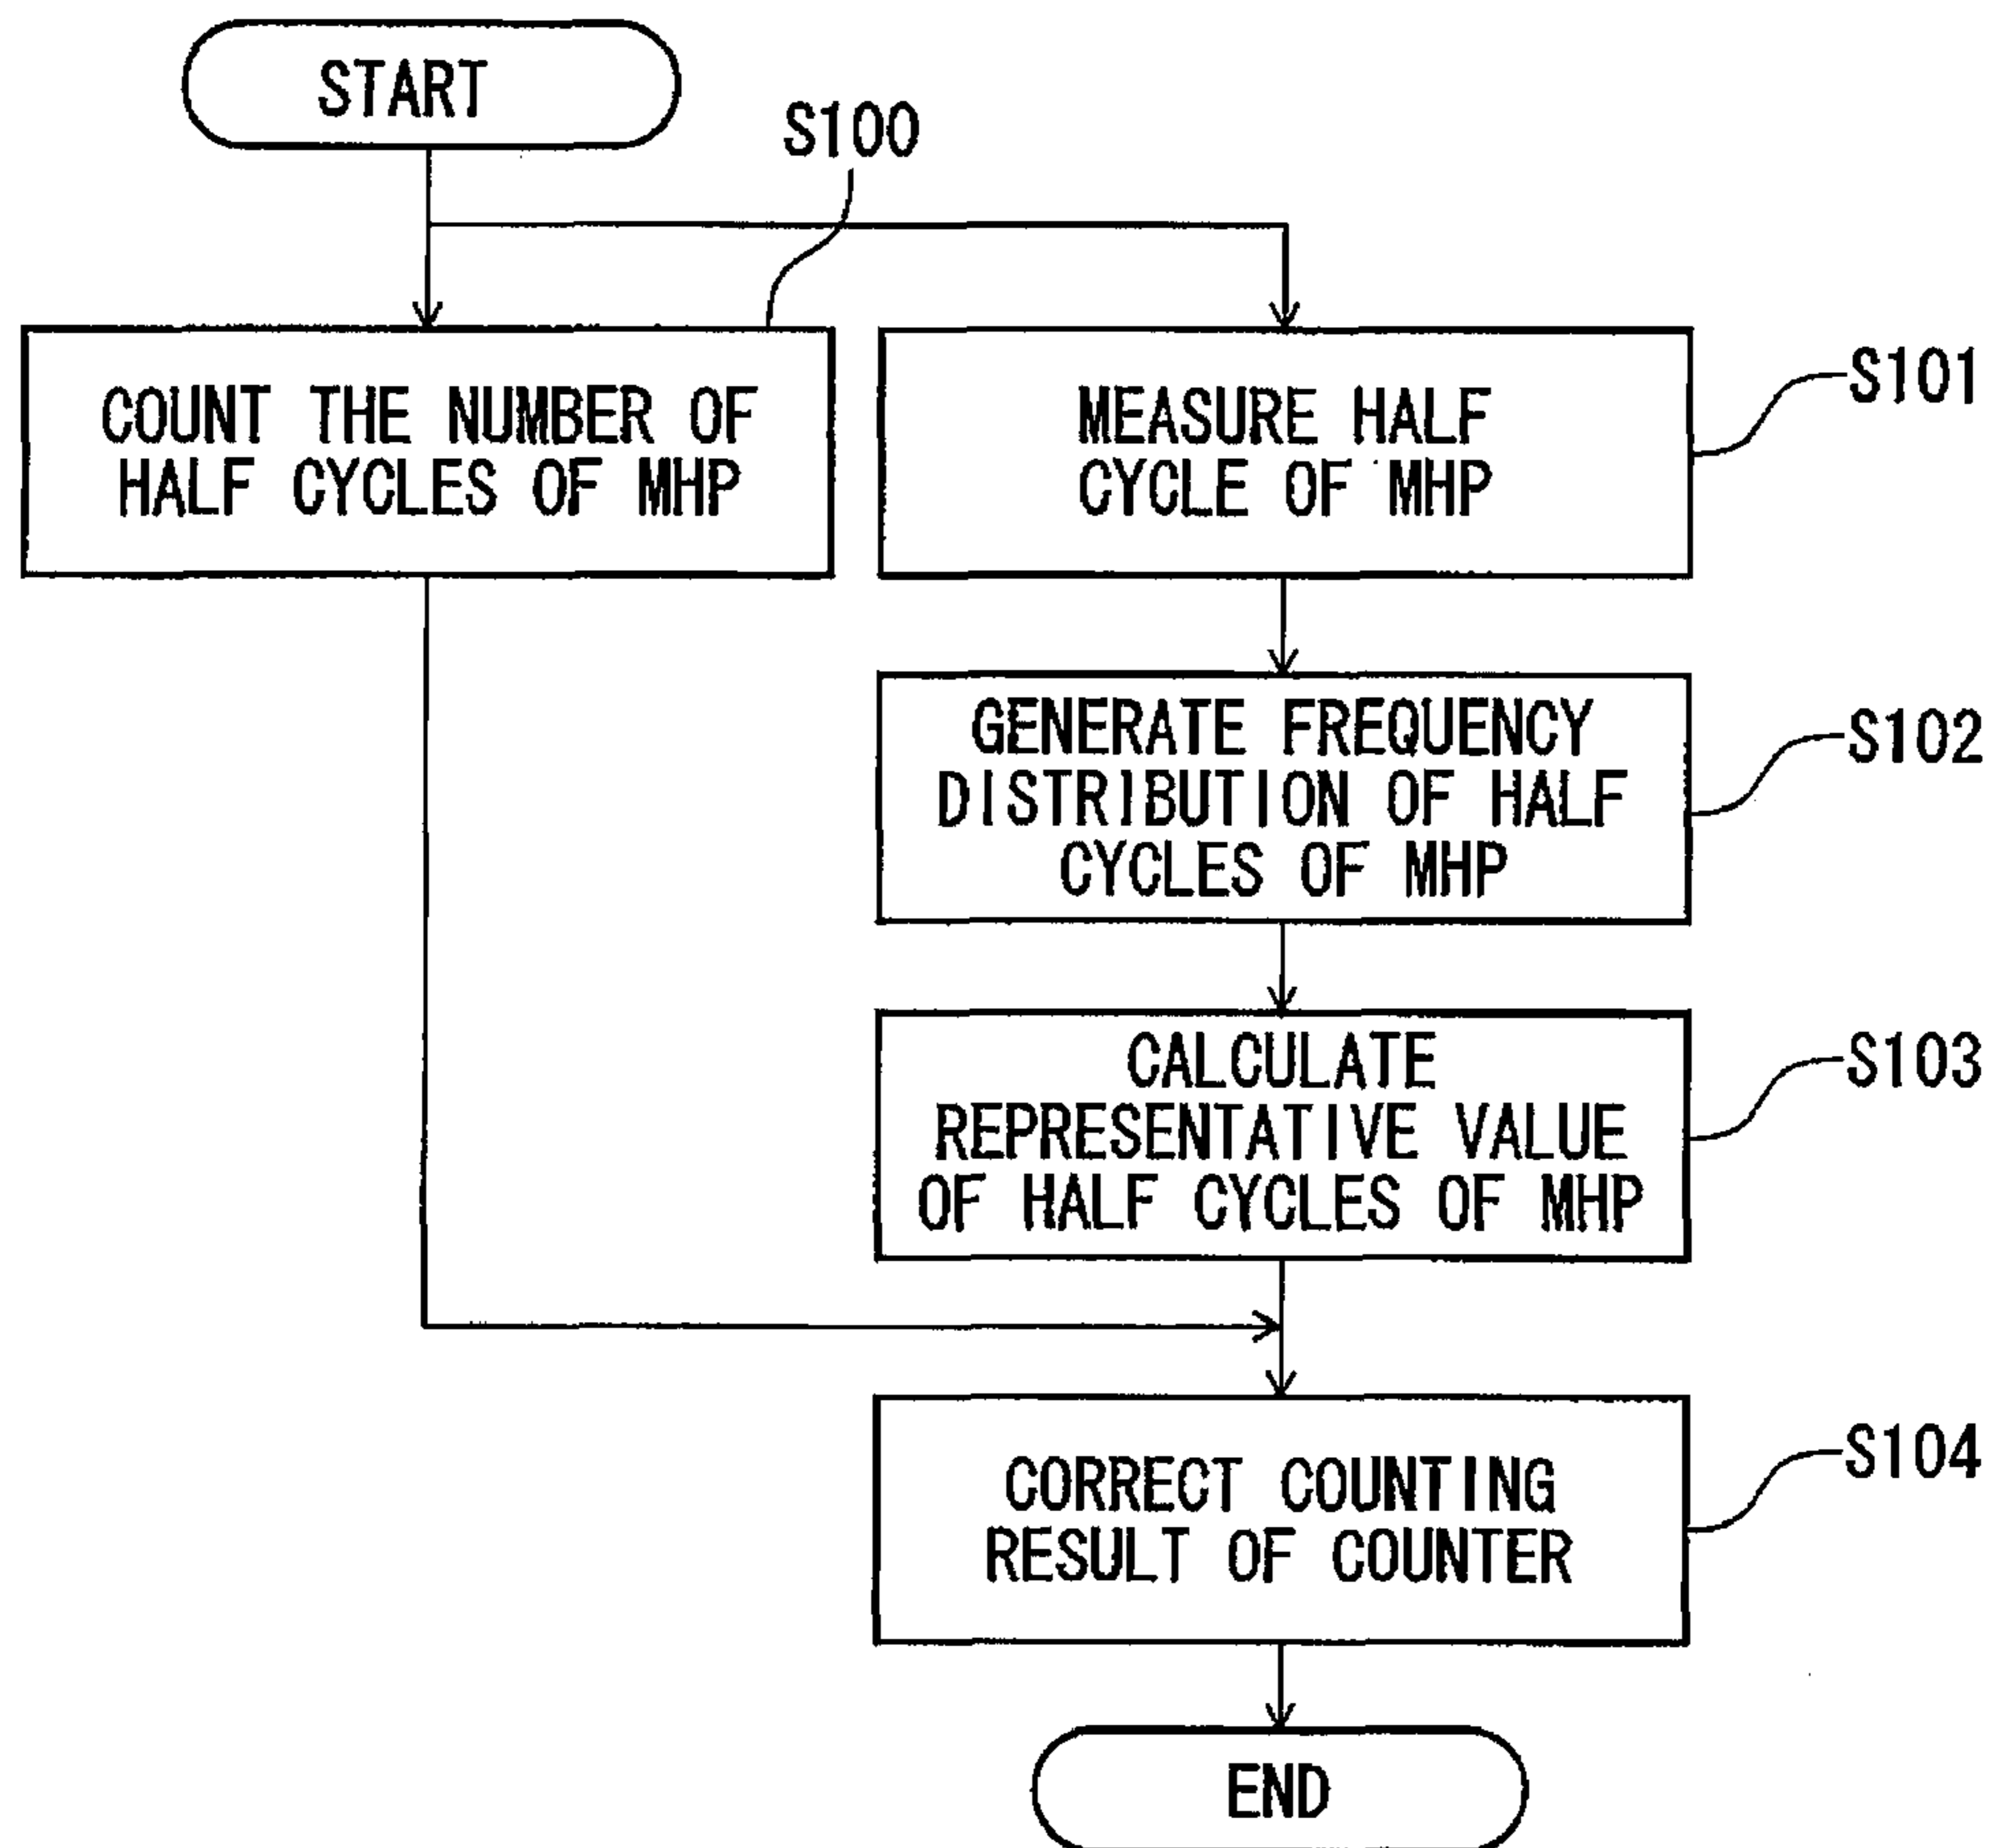 START
S100
COUNT THE NUMBER OF
HALF CYCLES OF MHP
MEASURE HALF
CYCLE OF MHP
S101
GENERATE FREQUENCY
DISTRIBUTION OF HALF
CYCLES OF MHP
S102
CALCULATE
REPRESENTATIVE VALUE
OF HALF CYCLES OF MHP
S103
CORRECT COUNTING
RESULT OF COUNTER
S104
END